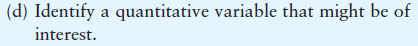 (d) Identify a quantitative variable that might be of
interest.